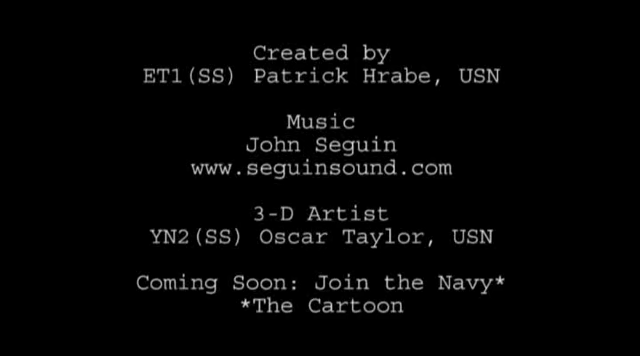 Created by
ET1(SS) Patrick Hrabe, USN
Music
John Seguin
www.seguinsound.com
3-D Artist
YN2(SS) Oscar Taylor, USN
Coming Soon: Join the Navy*
*The Cartoon